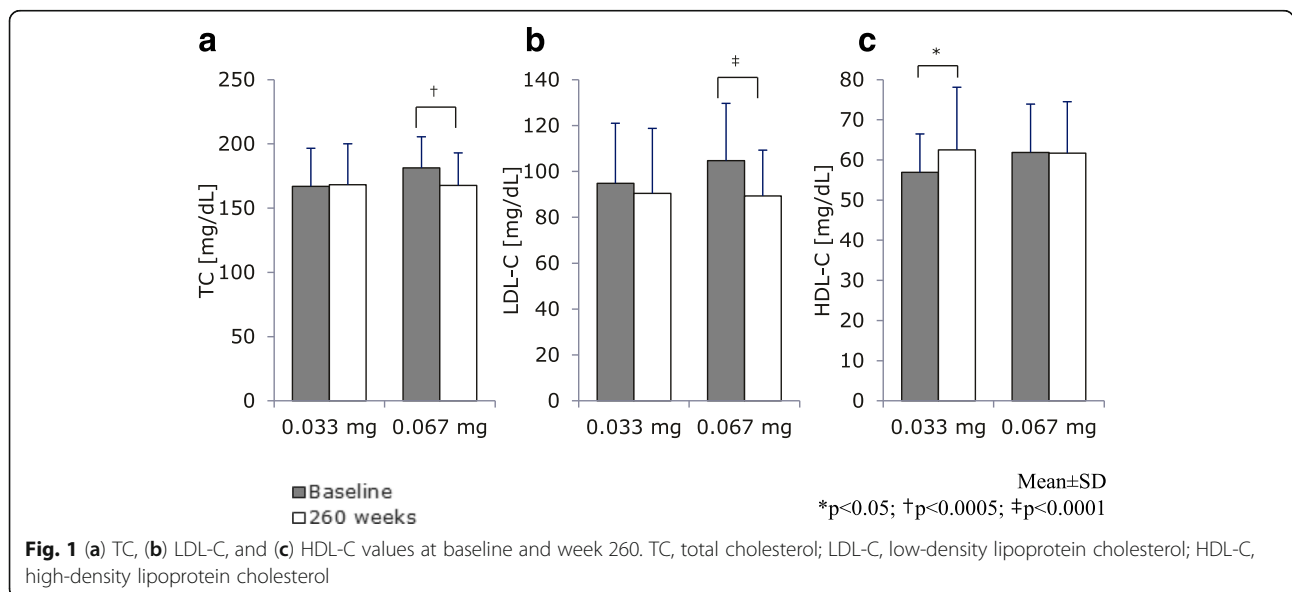 a
b
c
†
‡
*
250
200
150
100
50
0
TC [mg/dL]
0.033 mg 0.067 mg
140
120
100
80
60
40
20
0
LDL-C [mg/dL]
0.033 mg 0.067 mg
80
70
60
50
40
30
20
10
0
HDL-C [mg/dL]
0.033 mg 0.067 mg
Baseline
260 weeks
Mean±SD
*p<0.05; †p<0.0005; ‡p<0.0001
Fig. 1 (a) TC, (b) LDL-C, and (c) HDL-C values at baseline and week 260. TC, total cholesterol; LDL-C, low-density lipoprotein cholesterol; HDL-C,
high-density lipoprotein cholesterol